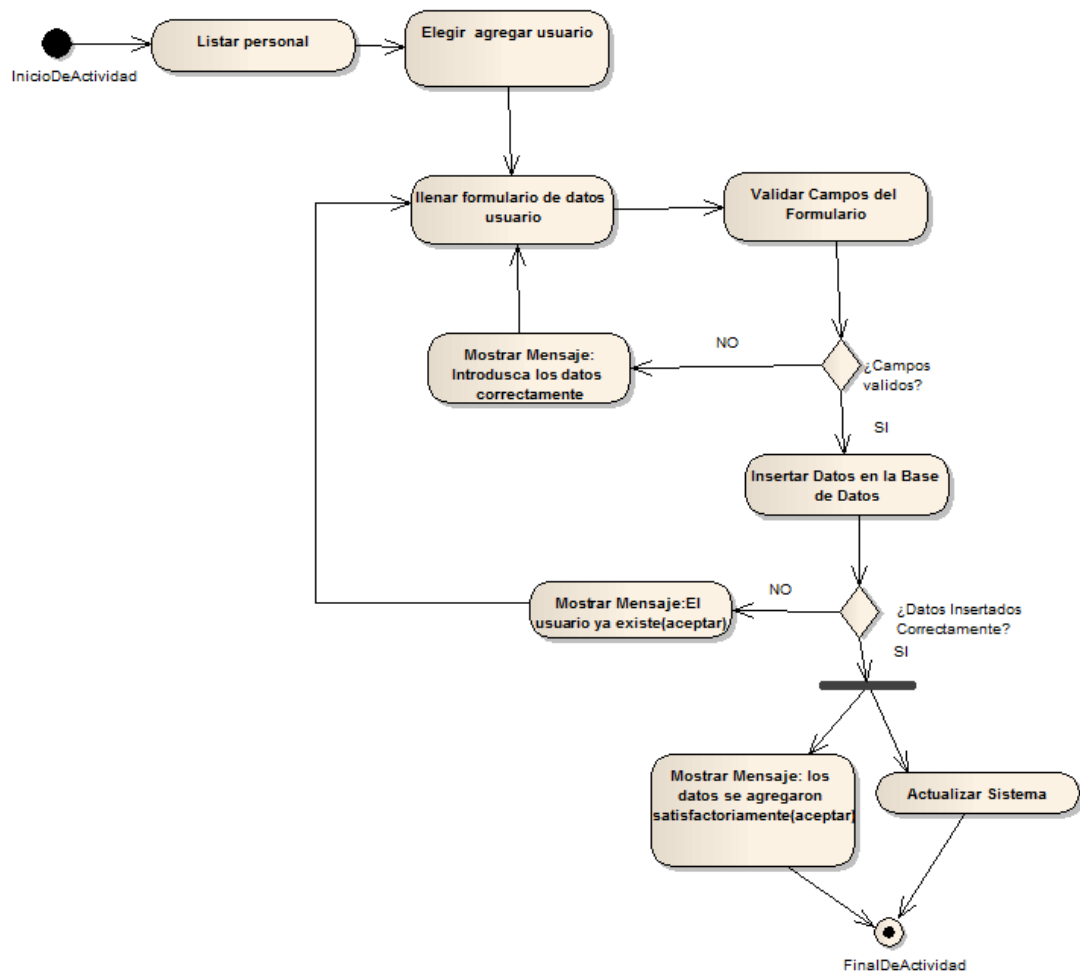 Listar personal
Elegir agregar usuario
InicioDeActividad
llenar formulario de datos
usuario
Validar Campos del
Formulario
NO
Mostrar Mensaje:
Introdusca los datos
correctamente
¿Campos
validos?
SI
Insertar Datos en la Base
de Datos
NO
Mostrar Mensaje:El
usuario ya existe(aceptar)
¿Datos Insertados
Correctamente?
SI
Mostrar Mensaje: los
datos se agregaron
satisfactoriamente(aceptar)
Actualizar Sistema
FinalDeActividad